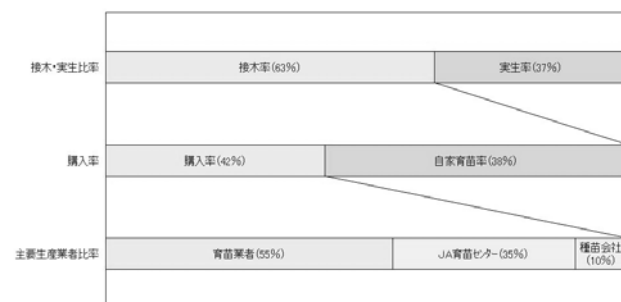 接木・実生比率
接木率(63%)
実生率(37%)
購入率
購入率(42%)
自家育苗率(38%)
主要生産業者比率
育苗業者(55%)
JA育苗センター(35%)
種苗会社
(10%)